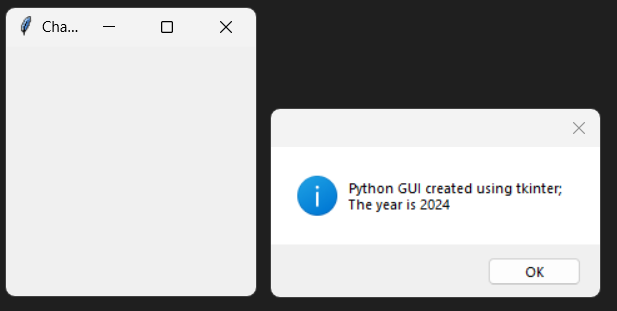 Cha...
Python GUI created using tkinter;
The year is 2024
OK